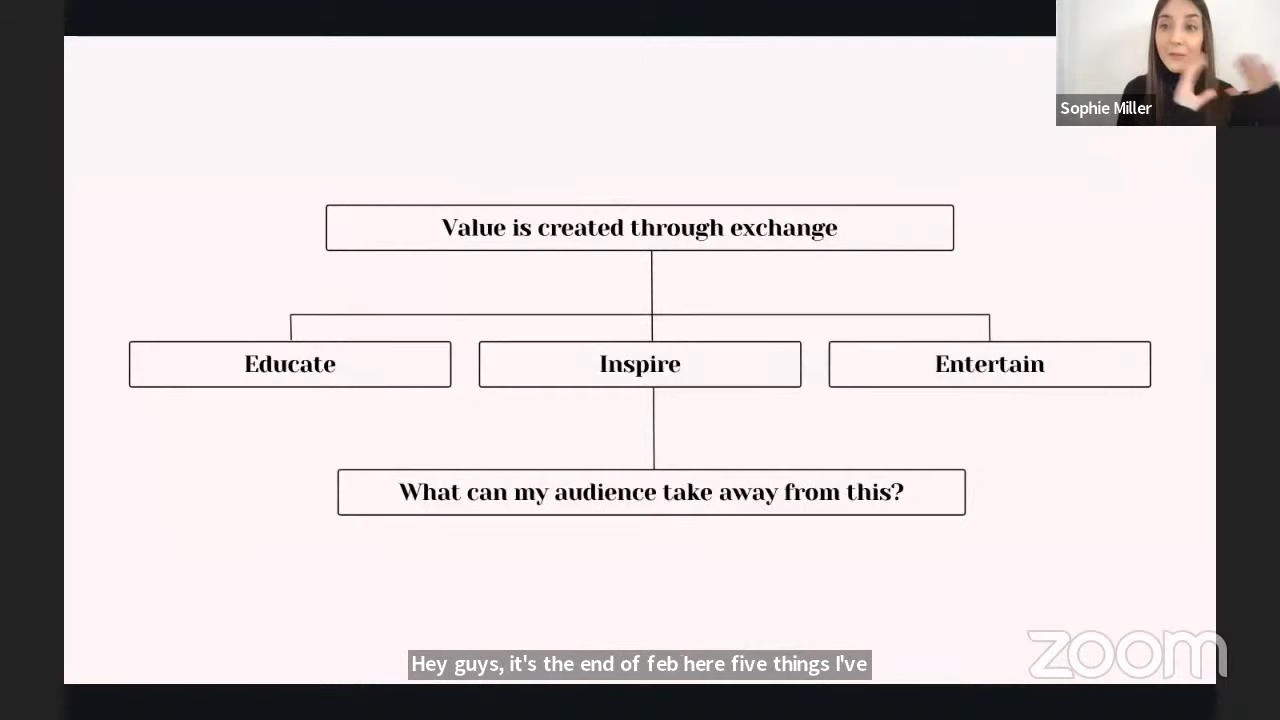 Sophie Miller
Value is created through exchange
Educate
Inspire
Entertain
What can my audience take away from this?
Hey guys, it's the end of feb here five things I've
zoom